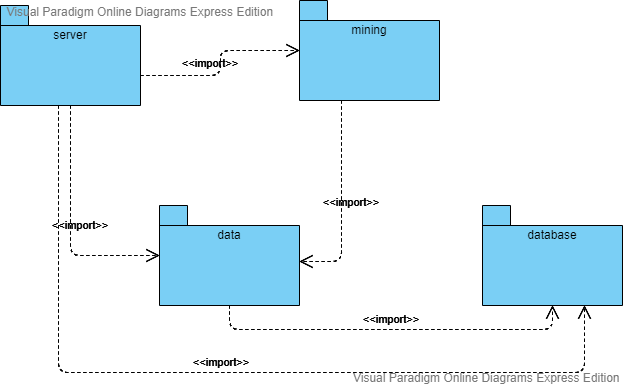 Visual Paradigm Online Diagrams Express Edition
server
mining
<<import>>
<<import>>
<<import>>
data
database
<<import>>
<<import>>
Visual Paradigm Online Diagrams Express Edition